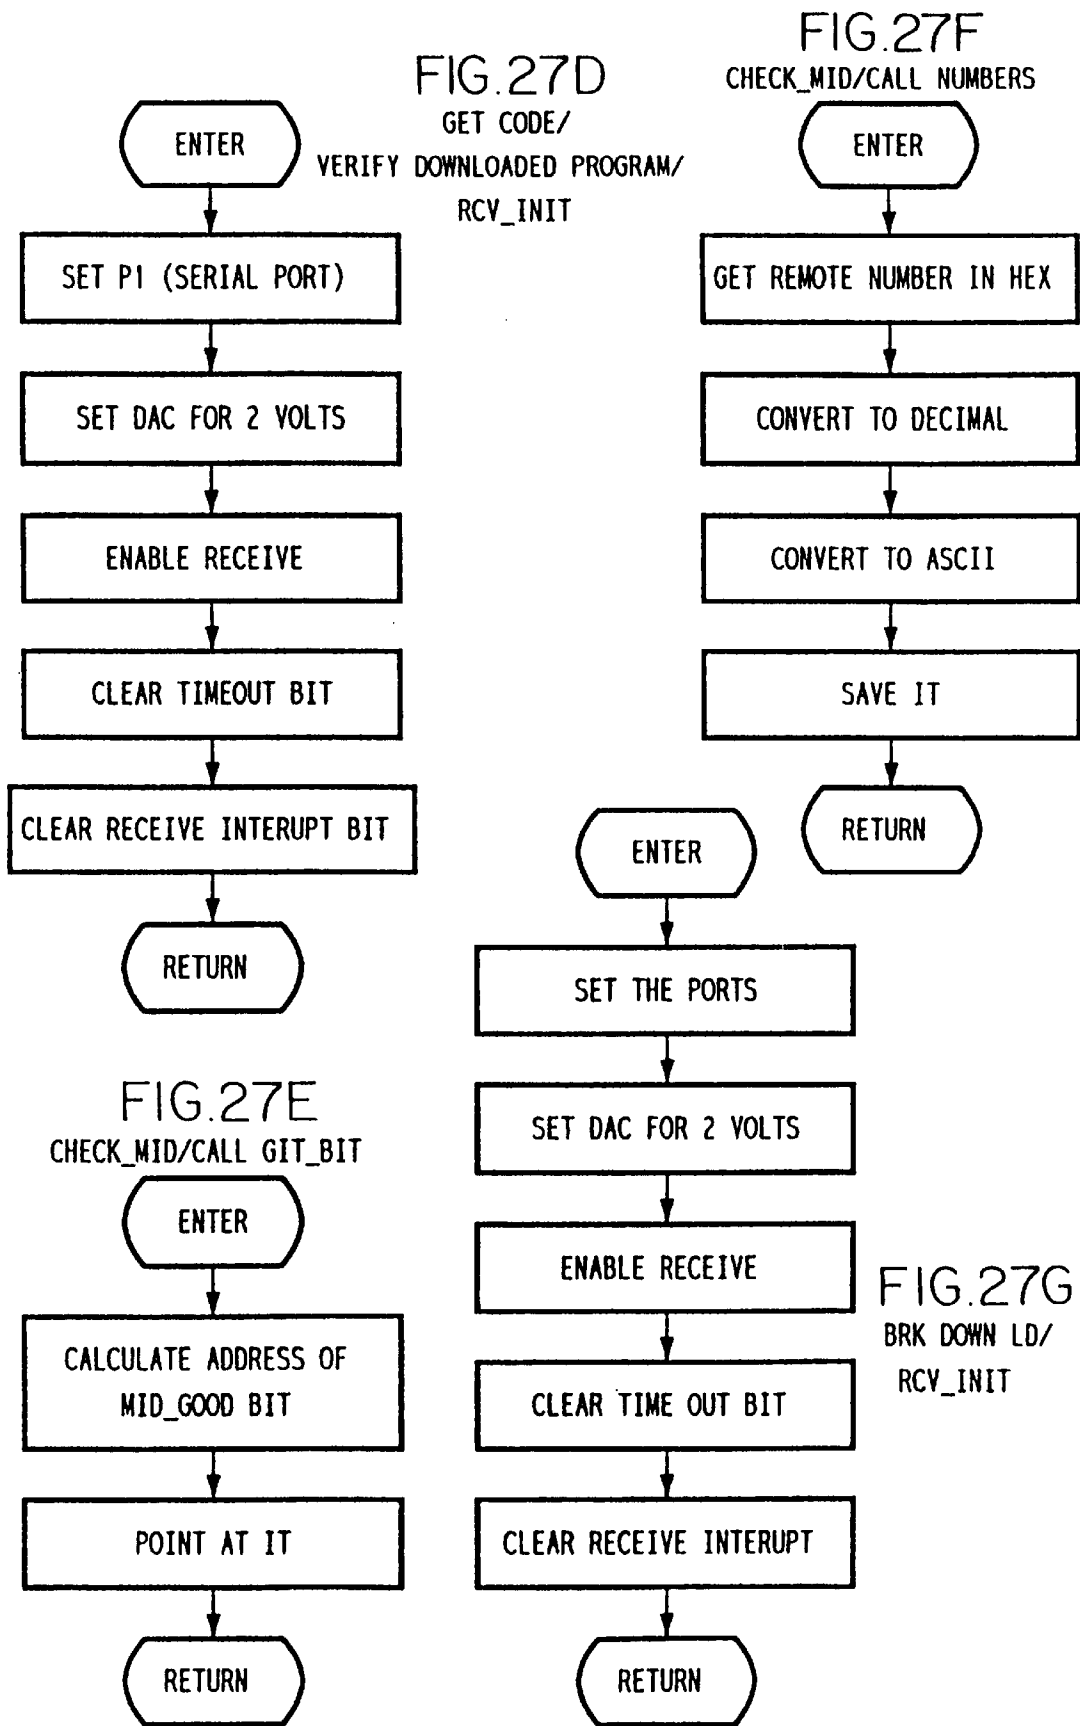 FIG.27D
GET CODE/
VERIFY DOWNLOADED PROGRAM/
RCV_INIT
ENTER
SET P1 (SERIAL PORT)
SET DAC FOR 2 VOLTS
ENABLE RECEIVE
CLEAR TIMEOUT BIT
CLEAR RECEIVE INTERUPT BIT
RETURN
FIG.27F
CHECK_MID/CALL NUMBERS
ENTER
GET REMOTE NUMBER IN HEX
CONVERT TO DECIMAL
CONVERT TO ASCII
SAVE IT
RETURN
FIG.27E
CHECK_MID/CALL GIT_BIT
ENTER
CALCULATE ADDRESS OF
MID_GOOD BIT
POINT AT IT
RETURN
FIG.27G
BRK DOWN LD/
RCV_INIT
ENTER
SET THE PORTS
SET DAC FOR 2 VOLTS
ENABLE RECEIVE
CLEAR TIME OUT BIT
CLEAR RECEIVE INTERUPT
RETURN